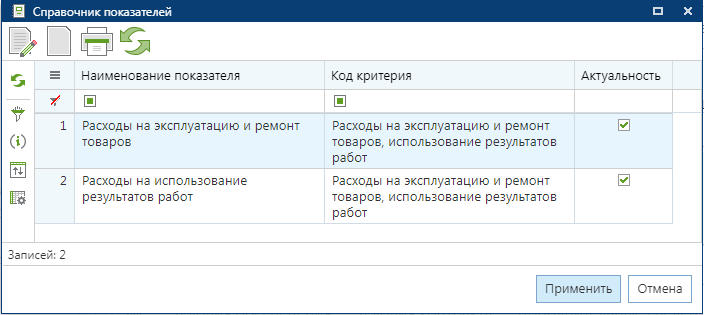 Справочник показателей
Наименование показателя
Код критерия
Актуальность
1
Расходы на эксплуатацию и ремонт
товаров
Расходы на эксплуатацию и ремонт
товаров, использование результатов
работ
2
Расходы на использование
результатов работ
Расходы на эксплуатацию и ремонт
товаров, использование результатов
работ
Записей: 2
Применить
Отмена